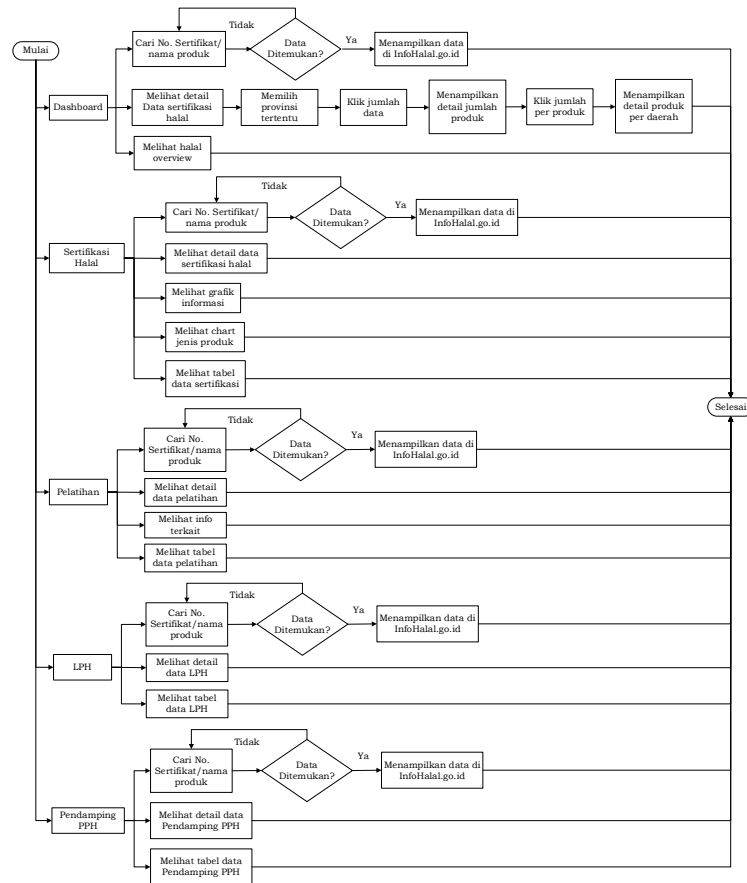 Mulai
Tidak
Cari No. Sertifikat/
nama produk
Data
Ditemukan?
Ya
Menampilkan data
di InfoHalal.go.id
Dashboard
Melihat detail
Data sertifikasi
halal
Memilih
provinsi
tertentu
Klik jumlah
data
Menampilkan
detail jumlah
produk
Klik jumlah
per produk
Menampilkan
detail produk
per daerah
Melihat halal
overview
Tidak
Cari No. Sertifikat/
nama produk
Data
Ditemukan?
Ya
Menampilkan data di
InfoHalal.go.id
Sertifikasi
Halal
Melihat detail data
sertifikasi halal
Melihat grafik
informasi
Melihat chart
jenis produk
Melihat tabel
data sertifikasi
Selesai
Tidak
Cari No.
Sertifikat/nama
produk
Data
Ditemukan?
Ya
Menampilkan data di
InfoHalal.go.id
Pelatihan
Melihat detail
data pelatihan
Melihat info
terkait
Melihat tabel
data pelatihan
Tidak
Cari No.
Sertifikat/nama
produk
Data
Ditemukan?
Ya
Menampilkan data di
InfoHalal.go.id
LPH
Melihat detail
data LPH
Melihat tabel
data LPH
Tidak
Cari No.
Sertifikat/nama
produk
Data
Ditemukan?
Ya
Menampilkan data di
InfoHalal.go.id
Pendamping
PPH
Melihat detail data
Pendamping PPH
Melihat tabel data
Pendamping PPH